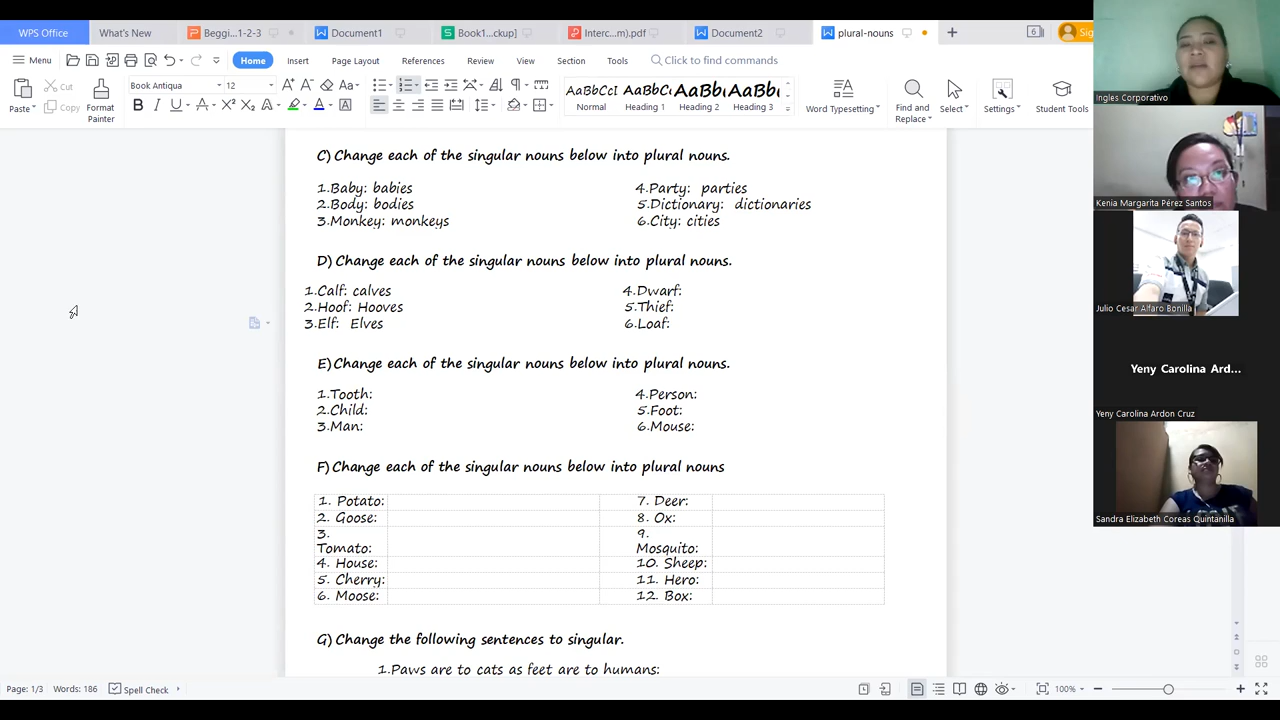 WPS Office
What's New
Beggi...-1-2-3
Document1
Book1...ckup]
Interc...m).pdf
Document2
plural-nouns
Menu
Home
Insert
Page Layout
References
Review
View
Section
Tools
Click to find commands
Paste
Cut
Copy
Format Painter
Book Antiqua
12
AaBbCcI
Normal
AaBbC
Heading 1
AaBbC
Heading 2
AaBbC
Heading 3
Word Typesetting
Find and Replace
Select
Settings
Student Tools
C) Change each of the singular nouns below into plural nouns.
1.Baby: babies
2.Body: bodies
3.Monkey: monkeys
4.Party: parties
5.Dictionary: dictionaries
6.City: cities
D) Change each of the singular nouns below into plural nouns.
1.Calf: calves
2.Hoof: Hooves
3.Elf: Elves
4.Dwarf:
5.Thief:
6.Loaf:
E) Change each of the singular nouns below into plural nouns.
1.Tooth:
2.Child:
3.Man:
4.Person:
5.Foot:
6.Mouse:
F) Change each of the singular nouns below into plural nouns
1. Potato:
2. Goose:
3. Tomato:
4. House:
5. Cherry:
6. Moose:
7. Deer:
8. Ox:
9. Mosquito:
10. Sheep:
11. Hero:
12. Box:
G) Change the following sentences to singular.
1.Paws are to cats as feet are to humans:
Page: 1/3
Words: 186
Spell Check
100%
Ingles Corporativo
Kenia Margarita Pérez Santos
Julio Cesar Alfaro Bonilla
Yeny Carolina Ard...
Yeny Carolina Ardon Cruz
Sandra Elizabeth Coreas Quintanilla